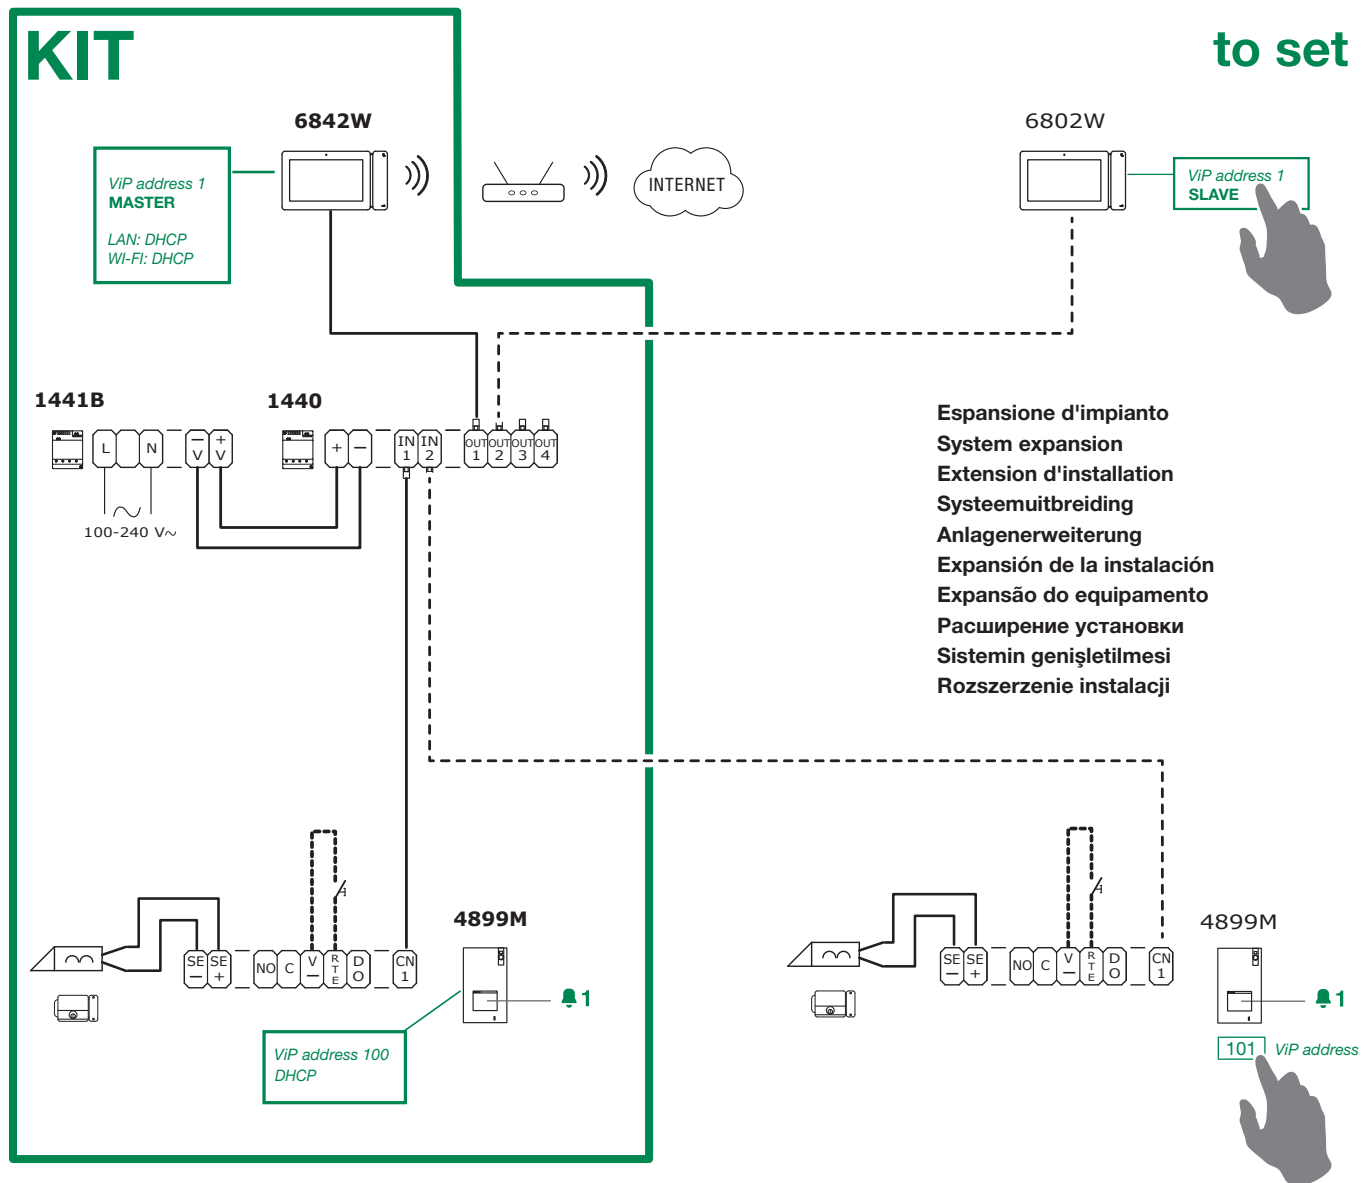 KIT
to set
6842W
6802W
ViP address 1
MASTER
LAN: DHCP
WI-FI: DHCP
INTERNET
ViP address 1
SLAVE
1441B
1440
L
N
– V
+ V
+
–
IN 1
IN 2
OUT 1
OUT 2
OUT 3
OUT 4
100-240 V~
Espansione d'impianto
System expansion
Extension d'installation
Systeemuitbreiding
Anlagenerweiterung
Expansión de la instalación
Expansão do equipamento
Расширение установки
Sistemin genişletilmesi
Rozszerzenie instalacji
4899M
SE –
SE +
NO
C
V –
RTE
DO
CN 1
1
ViP address 100
DHCP
4899M
SE –
SE +
NO
C
V –
RTE
DO
CN 1
1
101 ViP address